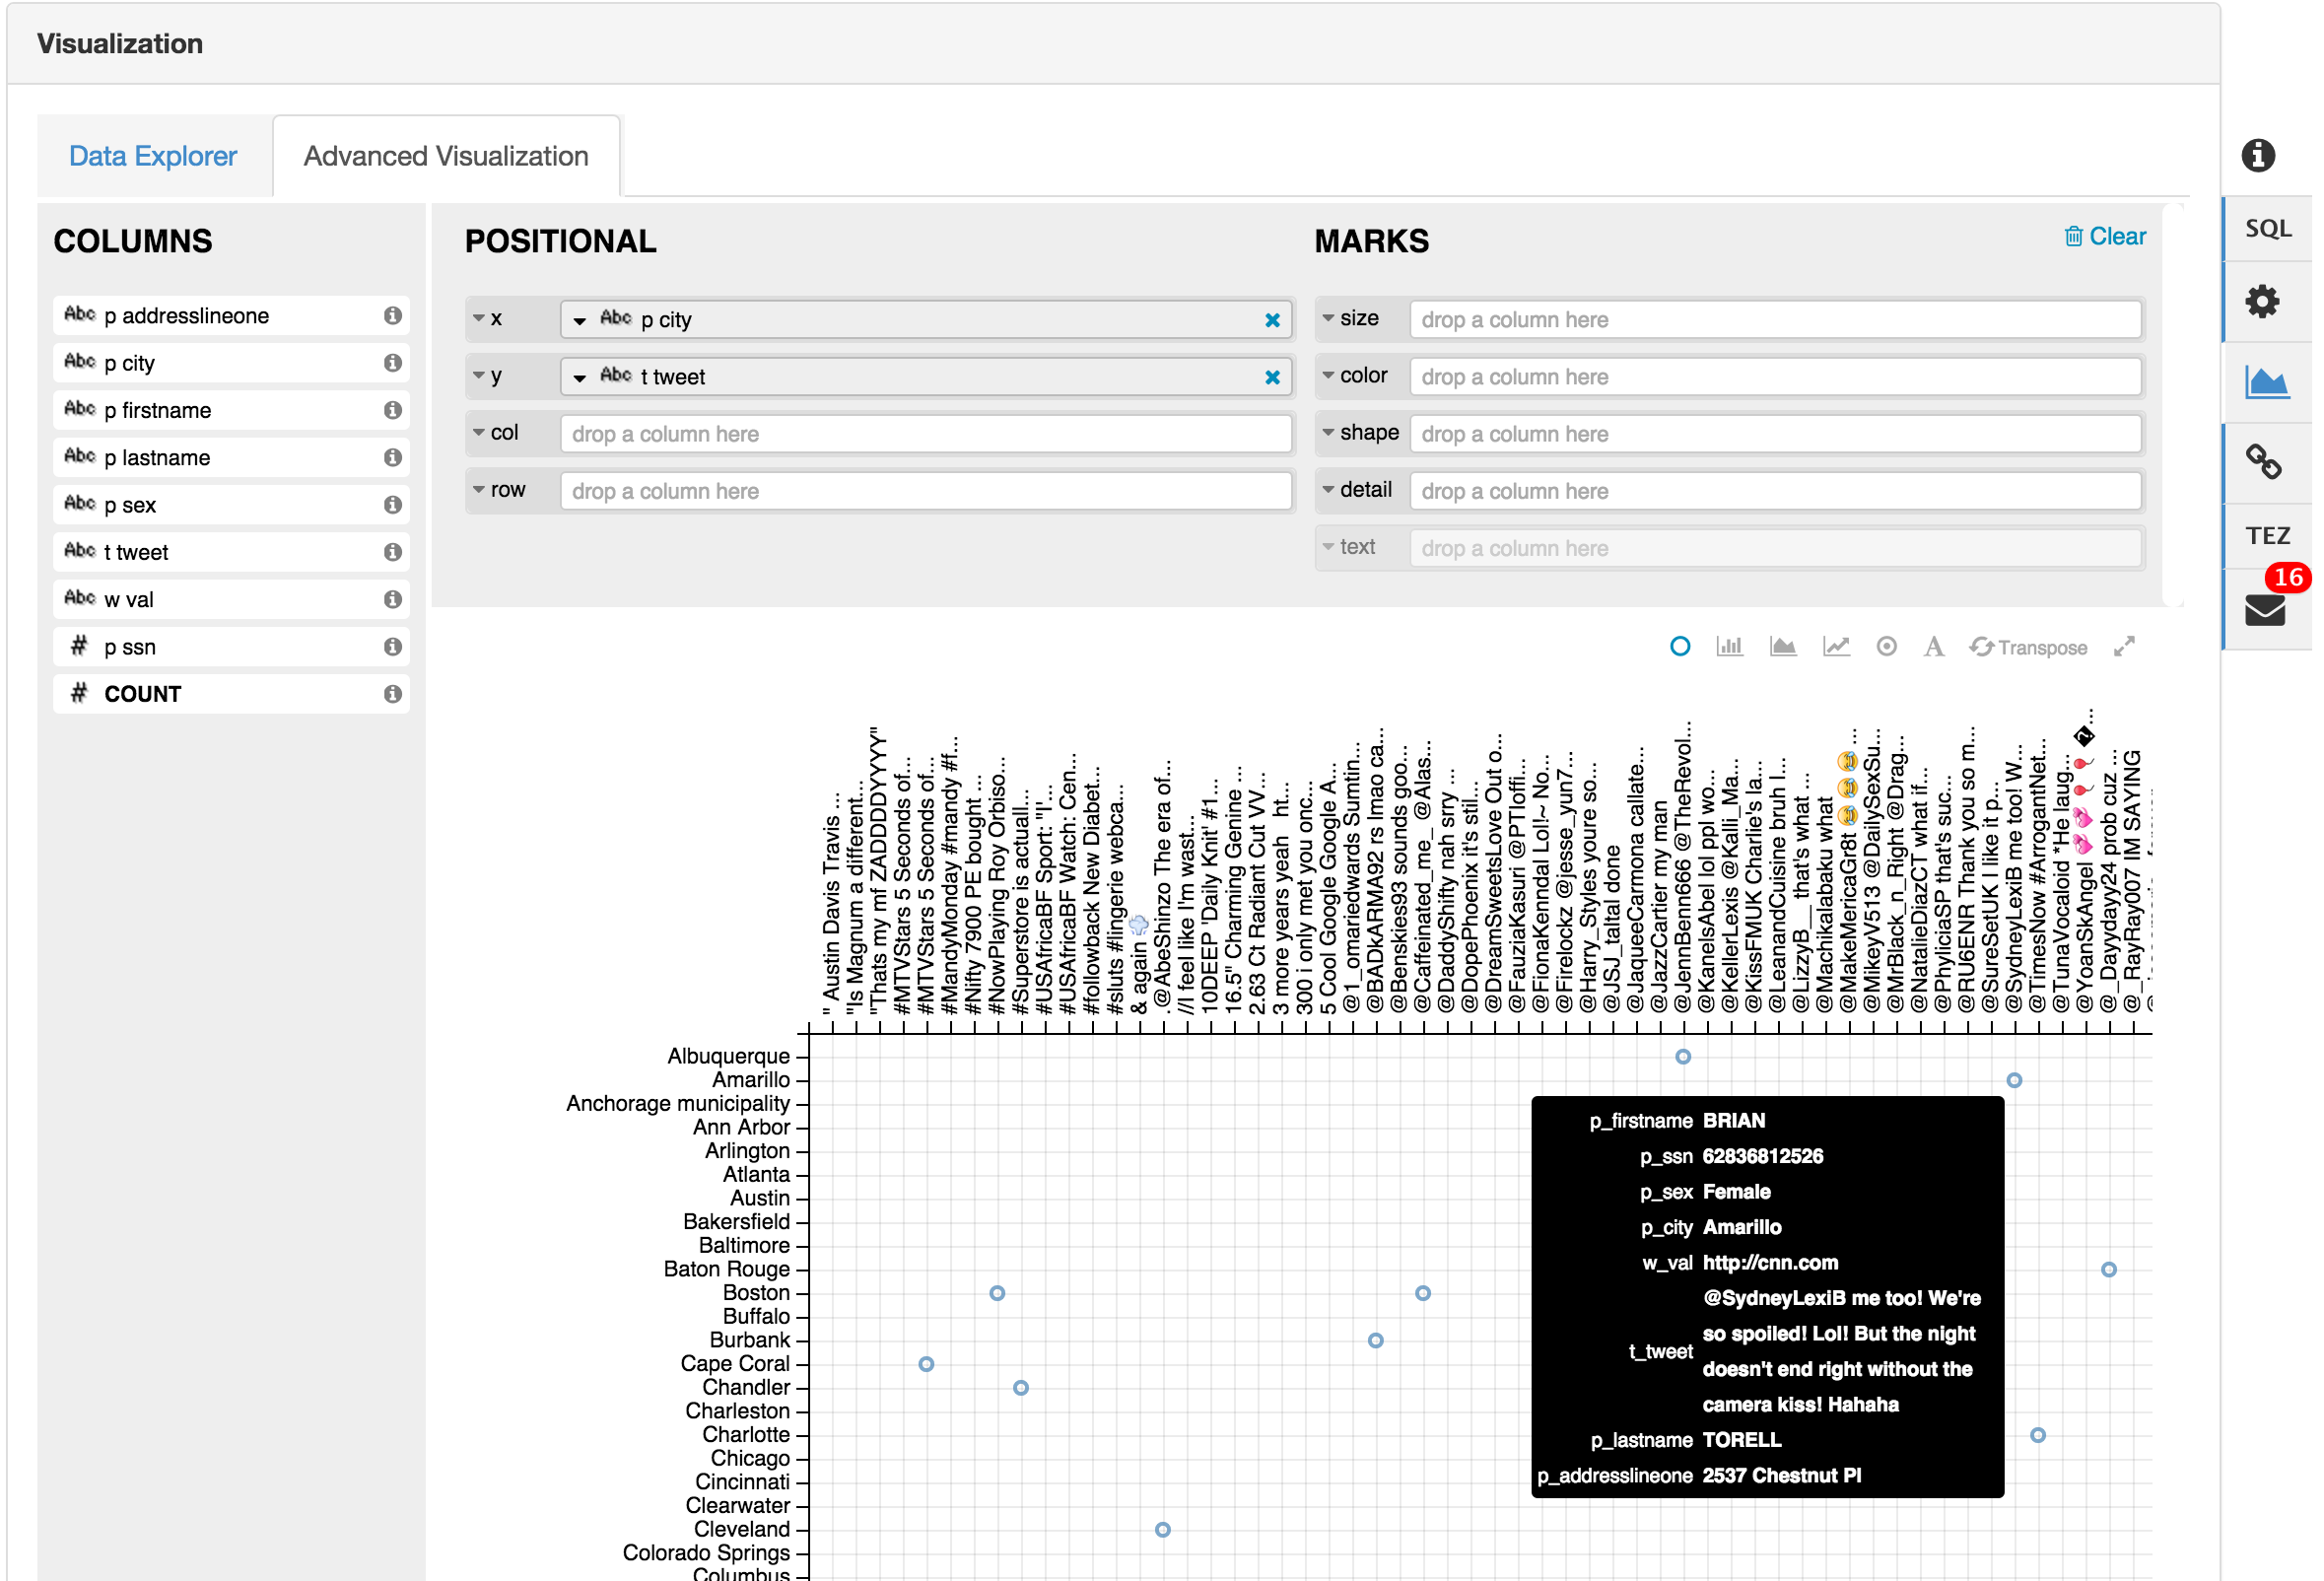 Visualization
Data Explorer
Advanced Visualization
SQL
TEZ
16
COLUMNS
Abc p addresslineone
Abc p city
Abc p firstname
Abc p lastname
Abc p sex
Abc t tweet
Abc w val
# p ssn
# COUNT
POSITIONAL
x Abc p city
y Abc t tweet
col drop a column here
row drop a column here
MARKS
Clear
size drop a column here
color drop a column here
shape drop a column here
detail drop a column here
text drop a column here
A
Transpose
" Austin Davis Travis ...
"Is Magnum a different...
"Thats my mf ZADDDDYYYY"
#MTVStars 5 Seconds of...
#MTVStars 5 Seconds of...
#MandyMonday #mandy #f...
#Nifty 7900 PE bought ...
#NowPlaying Roy Orbiso...
#Superstore is actuall...
#USAfricaBF Sport: "I'...
#USAfricaBF Watch: Cen...
#followback New Diabet...
#sluts #lingerie webca...
& again 💨
.@AbeShinzo The era of...
//I feel like I'm wast...
10DEEP 'Daily Knit' #1...
16.5" Charming Genine ...
2.63 Ct Radiant Cut VV...
3 more years yeah ht...
300 i only met you onc...
5 Cool Google Google A...
@1_omariedwards Sumtin...
@BADkARMA92 rs lmao ca...
@Benskies93 sounds goo...
@Caffeinated_me_ @Alas...
@DaddyShifty nah srry ...
@DopePhoenix it's stil...
@DreamSweetsLove Out o...
@FauziaKasuri @PTIoffi...
@FionaKenndal Loll~ No...
@Firelockz @jesse_yun7...
@Harry_Styles youre so...
@JSJ_taltal done
@JaqueeCarmona callate...
@JazzCartier my man
@JennBenn666 @TheRevol...
@KanelsAbel lol ppl wo...
@KellerLexis @Kali_Ma...
@KissFMUK Charlie's la...
@LeanandCuisine bruh I...
@LizzyB__ that's what ...
@Machikalabaku what
@MakeMericaGr8t 😂😂😂 ...
@MikeyV513 @DailySexSu...
@MrBlack_n_Right @Drag...
@NatalieDiazCT what if...
@PhyliciaSP that's suc...
@RU6ENR Thank you so m...
@SureSetUK I like it p...
@SydneyLexiB me too! W...
@TimesNow #ArrogantNet...
@TunaVocaloid *He laug...
@YoanSkAngel 💞💞🎈🎈�...
@_Dayday24 prob cuz ...
@_RayRay007 IM SAYING
Albuquerque
Amarillo
Anchorage municipality
Ann Arbor
Arlington
Atlanta
Austin
Bakersfield
Baltimore
Baton Rouge
Boston
Buffalo
Burbank
Cape Coral
Chandler
Charleston
Charlotte
Chicago
Cincinnati
Clearwater
Cleveland
Colorado Springs
Columbus
p_firstname BRIAN
p_ssn 62836812526
p_sex Female
p_city Amarillo
w_val http://cnn.com
t_tweet @SydneyLexiB me too! We're
so spoiled! Lol! But the night
doesn't end right without the
camera kiss! Hahaha
p_lastname TORELL
p_addresslineone 2537 Chestnut Pl